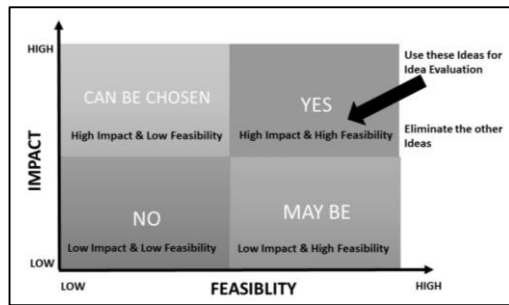 HIGH
Use these Ideas for
Idea Evaluation
CAN BE CHOSEN
High Impact & Low Feasibility
YES
High Impact & High Feasibility
Eliminate the other
Ideas
IMPACT
NO
Low Impact & Low Feasibility
MAY BE
Low Impact & High Feasibility
LOW
LOW
FEASIBLITY
HIGH